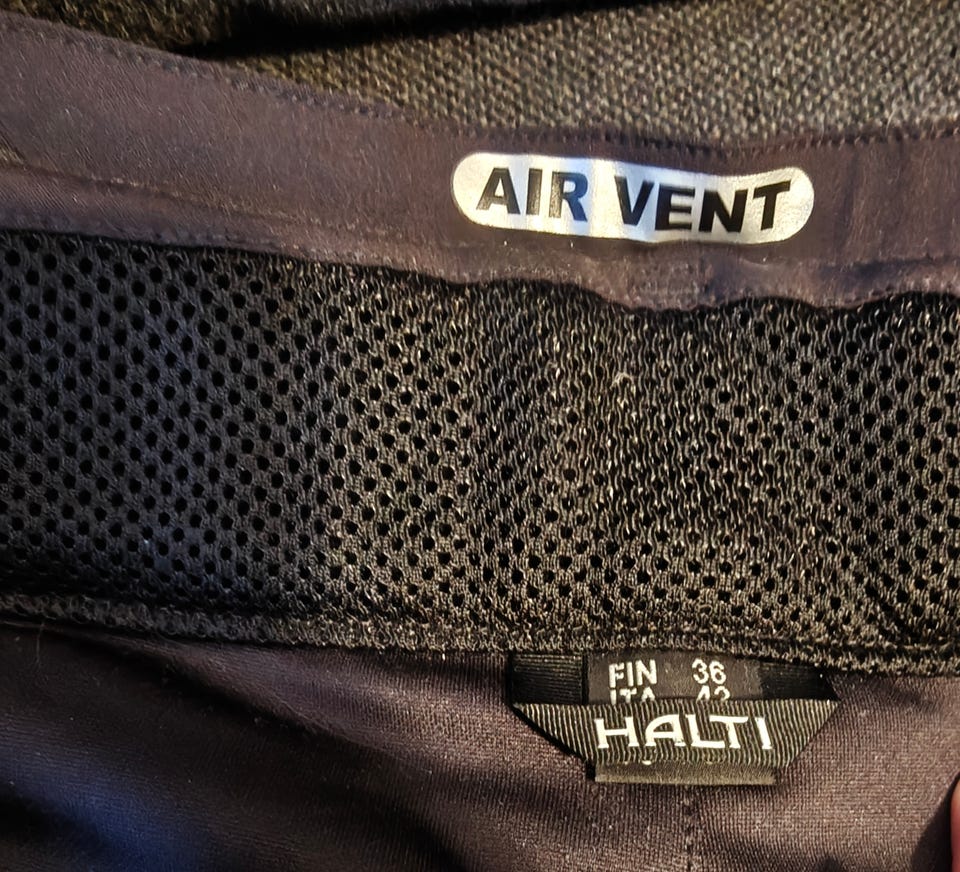 AIR VENT
FIN 36
ITA 42
HALTI